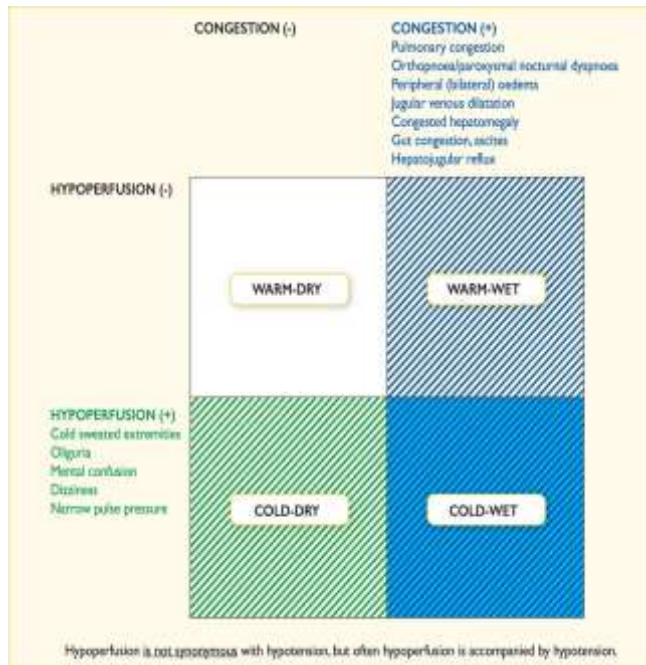 CONGESTION (-)
CONGESTION (+)
Pulmonary congestion
Orthopnoea/paroxysmal nocturnal dyspnoea
Peripheral (bilateral) oedema
Jugular venous dilatation
Congested hepatomegaly
Gut congestion, ascites
Hepatojugular reflux
HYPOPERFUSION (-)
WARM-DRY
WARM-WET
HYPOPERFUSION (+)
Cold sweated extremities
Oliguria
Mental confusion
Dizziness
Narrow pulse pressure
COLD-DRY
COLD-WET
Hypoperfusion is not synonymous with hypotension, but often hypoperfusion is accompanied by hypotension.